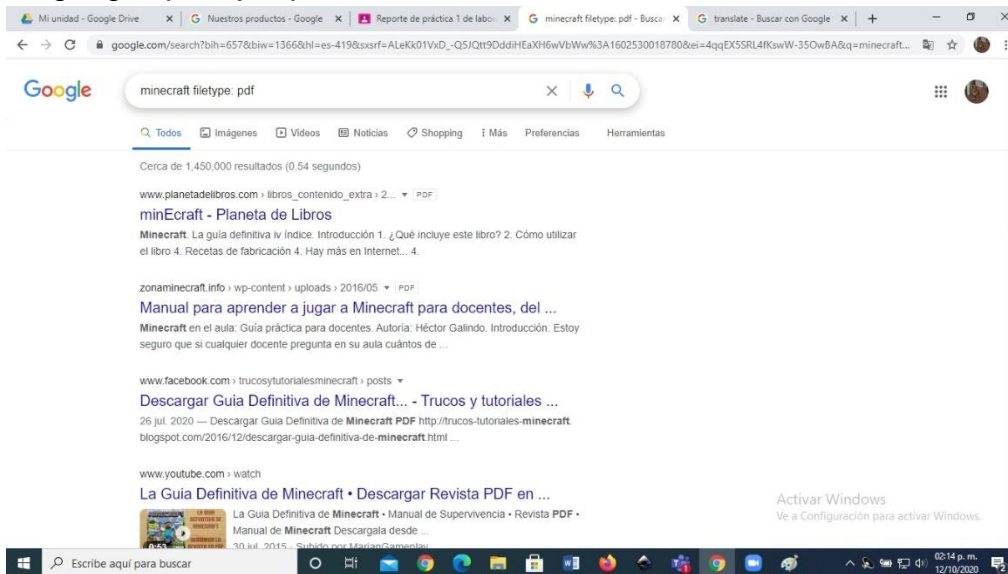 Mi unidad - Google Drive
Nuestros productos - Google
Reporte de práctica 1 de labor
minecraft filetype: pdf - Buscar
translate - Buscar con Google
google.com/search?bih=657&biw=1366&hl=es-419&sxsrf=ALeKk01VxD_-Q5JQtt9DddiHEaXH6wVbWw%3A1602530018780&ei=4qqEX5SRL4fKswW-35OwBA&q=minecraft...
Google
minecraft filetype: pdf
Todos Imágenes Videos Noticias Shopping Más Preferencias Herramientas
Cerca de 1,450,000 resultados (0.54 segundos)
www.planetadelibros.com › libros_contenido_extra › 2... PDF
minEcraft - Planeta de Libros
Minecraft. La guía definitiva iv índice. Introducción 1. ¿Qué incluye este libro? 2. Cómo utilizar
el libro 4. Recetas de fabricación 4. Hay más en Internet... 4.
zonaminecraft.info › wp-content › uploads › 2016/05 PDF
Manual para aprender a jugar a Minecraft para docentes, del ...
Minecraft en el aula: Guía práctica para docentes. Autoría: Héctor Galindo. Introducción. Estoy
seguro que si cualquier docente pregunta en su aula cuántos de ...
www.facebook.com › trucosytutorialesminecraft › posts
Descargar Guia Definitiva de Minecraft... - Trucos y tutoriales ...
26 jul. 2020 — Descargar Guia Definitiva de Minecraft PDF http://trucos-tutoriales-minecraft.
blogspot.com/2016/12/descargar-guia-definitiva-de-minecraft.html ...
www.youtube.com › watch
La Guia Definitiva de Minecraft • Descargar Revista PDF en ...
La Guia Definitiva de Minecraft • Manual de Supervivencia • Revista PDF •
Manual de Minecraft Descargala desde ...
0:53
30 jul. 2015 - Subido por MarianGameplay
Activar Windows
Ve a Configuración para activar Windows.
Escribe aquí para buscar
02:14 p. m.
12/10/2020